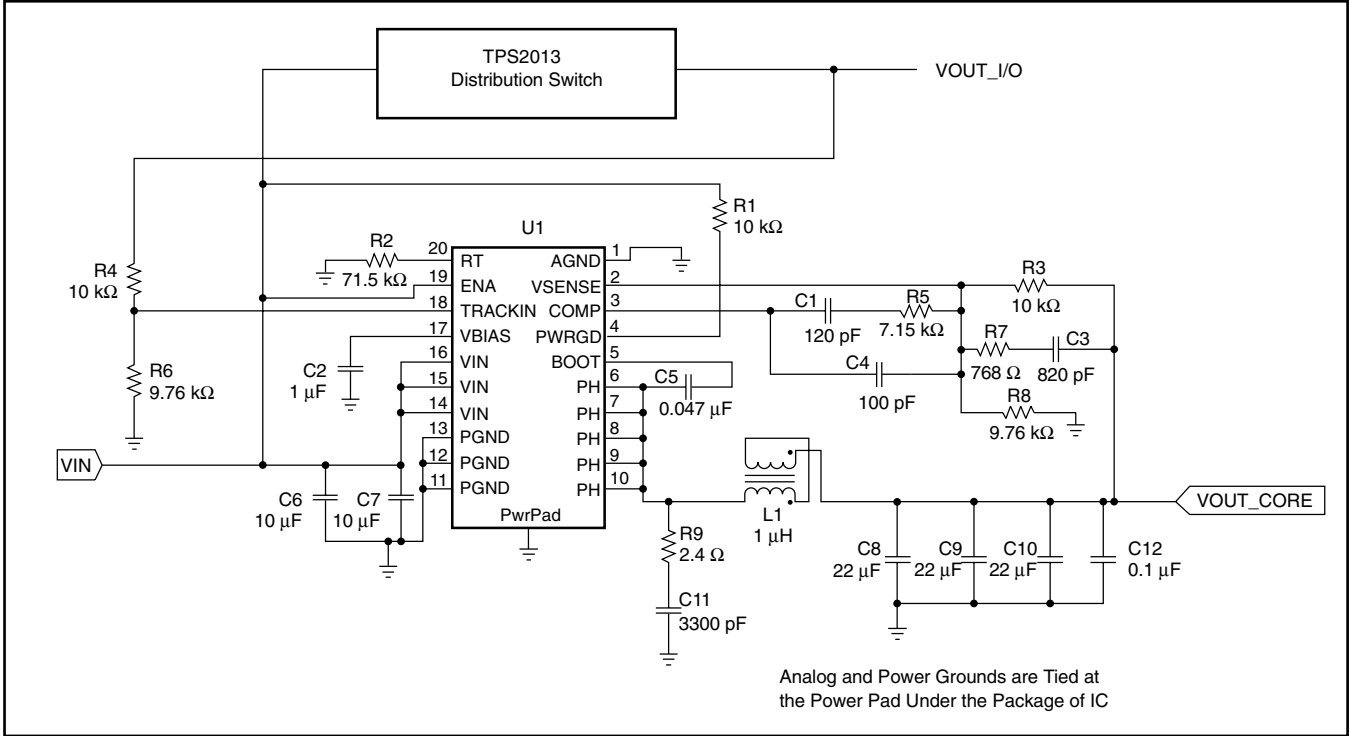 TPS2013
Distribution Switch
VOUT_I/O
R1
10 kΩ
U1
R2
71.5 kΩ
R4
10 kΩ
R6
9.76 kΩ
C2
1 μF
VIN
C6
10 μF
C7
10 μF
20 RT
19 ENA
18 TRACKIN
17 VBIAS
16 VIN
15 VIN
14 VIN
13 PGND
12 PGND
11 PGND
AGND 1
VSENSE 2
COMP 3
PWRGD 4
BOOT 5
PH 6
PH 7
PH 8
PH 9
PH 10
PwrPad
C1
120 pF
R5
7.15 kΩ
R3
10 kΩ
R7
768 Ω
C3
820 pF
C4
100 pF
R8
9.76 kΩ
C5
0.047 μF
L1
1 μH
R9
2.4 Ω
C11
3300 pF
C8
22 μF
C9
22 μF
C10
22 μF
C12
0.1 μF
VOUT_CORE
Analog and Power Grounds are Tied at
the Power Pad Under the Package of IC